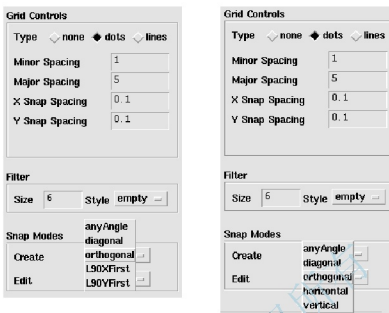 Grid Controls
Type none dots lines
Minor Spacing 1
Major Spacing 5
X Snap Spacing 0.1
Y Snap Spacing 0.1
Filter
Size 6 Style empty
Snap Modes
anyAngle
diagonal
Create orthogonal
L90XFirst
Edit L90YFirst
Grid Controls
Type none dots lines
Minor Spacing 1
Major Spacing 5
X Snap Spacing 0.1
Y Snap Spacing 0.1
Filter
Size 6 Style empty
Snap Modes
Create anyAngle
diagonal
Edit orthogonal
horizontal
vertical